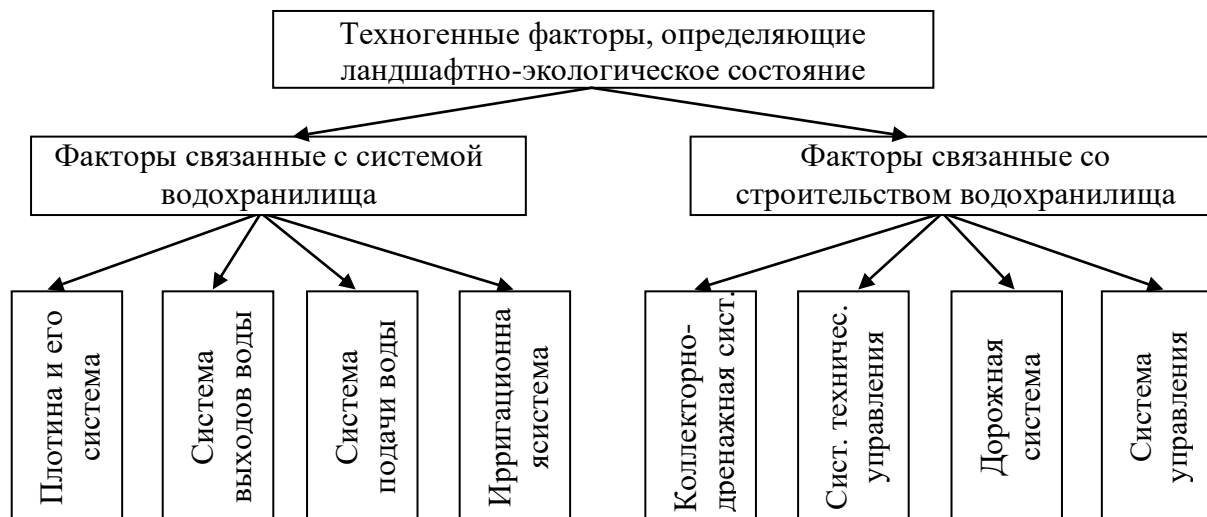 Техногенные факторы, определяющие
ландшафтно-экологическое состояние
Факторы связанные с системой
водохранилища
Факторы связанные со
строительством водохранилища
Плотина и его
система
Система
выходов воды
Система
подачи воды
Ирригационна
ясистема
Коллекторно-
дренажная сист.
Сист. техничес.
управления
Дорожная
система
Система
управления